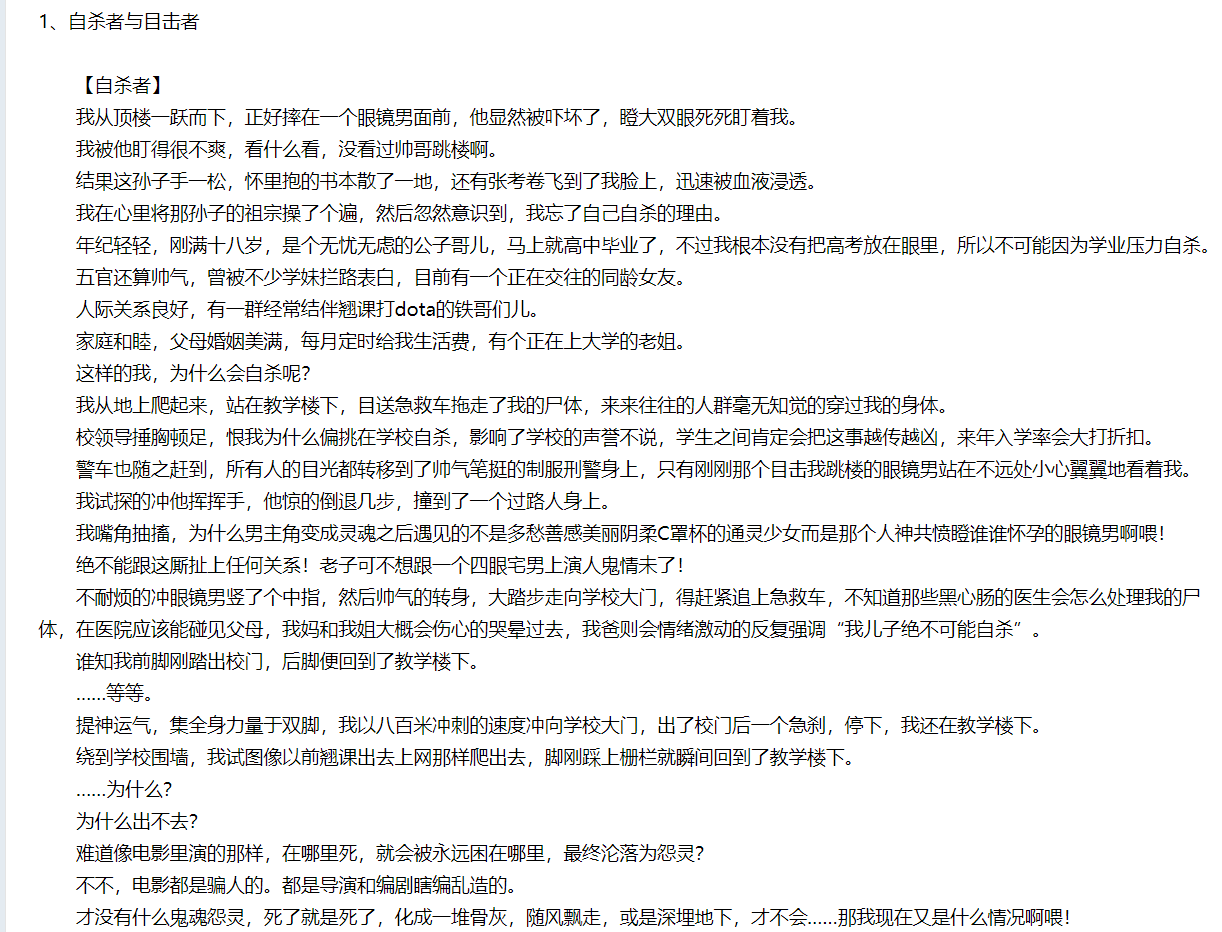 1、自杀者与目击者
【自杀者】
我从顶楼一跃而下，正好摔在一个眼镜男面前，他显然被吓坏了，瞪大双眼死死盯着我。
我被他盯得很不爽，看什么看，没看过帅哥跳楼啊。
结果这孙子手一松，怀里抱的书本散了一地，还有张考卷飞到了我脸上，迅速被血液浸透。
我在心里将那孙子的祖宗操了个遍，然后忽然意识到，我忘了自己自杀的理由。
年纪轻轻，刚满十八岁，是个无忧无虑的公子哥儿，马上就高中毕业了，不过我根本没有把高考放在眼里，所以不可能因为学业压力自杀。
五官还算帅气，曾被不少学妹拦路表白，目前有一个正在交往的同龄女友。
人际关系良好，有一群经常结伴翘课打dota的铁哥们儿。
家庭和睦，父母婚姻美满，每月定时给我生活费，有个正在上大学的老姐。
这样的我，为什么会自杀呢？
我从地上爬起来，站在教学楼下，目送急救车拖走了我的尸体，来来往往的人群毫无知觉的穿过我的身体。
校领导捶胸顿足，恨我为什么偏挑在学校自杀，影响了学校的声誉不说，学生之间肯定会把这事越传越凶，来年入学率会大打折扣。
警车也随之赶到，所有人的目光都转移到了帅气笔挺的制服刑警身上，只有刚刚那个目击我跳楼的眼镜男站在不远处小心翼翼地看着我。
我试探的冲他挥挥手，他惊的倒退几步，撞到了一个过路人身上。
我嘴角抽搐，为什么男主角变成灵魂之后遇见的不是多愁善感美丽阴柔C罩杯的通灵少女而是那个人神共愤瞪谁谁怀孕的眼镜男啊喂！
绝不能跟这厮扯上任何关系！老子可不想跟一个四眼宅男上演人鬼情未了！
不耐烦的冲眼镜男竖了个中指，然后帅气的转身，大踏步走向学校大门，得赶紧追上急救车，不知道那些黑心肠的医生会怎么处理我的尸
体，在医院应该能碰见父母，我妈和我姐大概会伤心的哭晕过去，我爸则会情绪激动的反复强调“我儿子绝不可能自杀”。
谁知我前脚刚踏出校门，后脚便回到了教学楼下。
……等等。
提神运气，集全身力量于双脚，我以八百米冲刺的速度冲向学校大门，出了校门后一个急刹，停下，我还在教学楼下。
绕到学校围墙，我试图像以前翘课出去上网那样爬出去，脚刚踩上栅栏就瞬间回到了教学楼下。
……为什么？
为什么出不去？
难道像电影里演的那样，在哪里死，就会被永远困在哪里，最终沦落为怨灵？
不不，电影都是骗人的。都是导演和编剧瞎编乱造的。
才没有什么鬼魂怨灵，死了就是死了，化成一堆骨灰，随风飘走，或是深埋地下，才不会……那我现在又是什么情况啊喂！